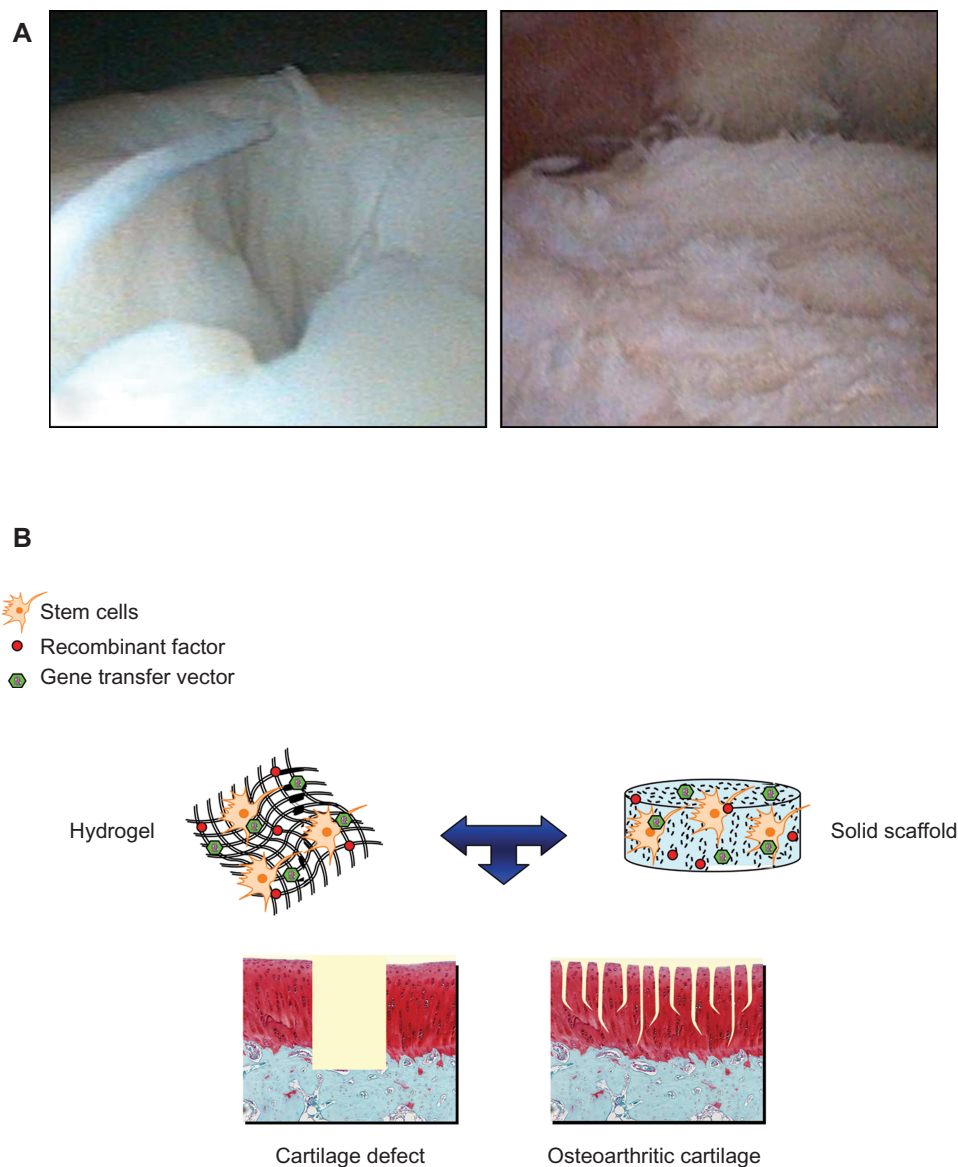 A
B
Stem cells
Recombinant factor
Gene transfer vector
Hydrogel
Solid scaffold
Cartilage defect
Osteoarthritic cartilage